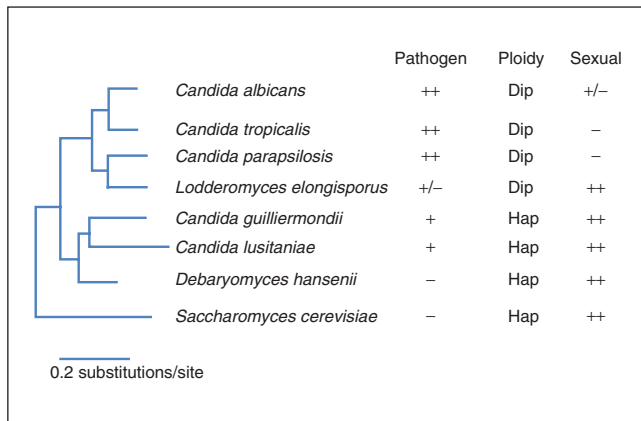 Pathogen Ploidy Sexual
Candida albicans ++ Dip +/–
Candida tropicalis ++ Dip –
Candida parapsilosis ++ Dip –
Lodderomyces elongisporus +/– Dip ++
Candida guilliermondii + Hap ++
Candida lusitaniae + Hap ++
Debaryomyces hansenii – Hap ++
Saccharomyces cerevisiae – Hap ++
0.2 substitutions/site